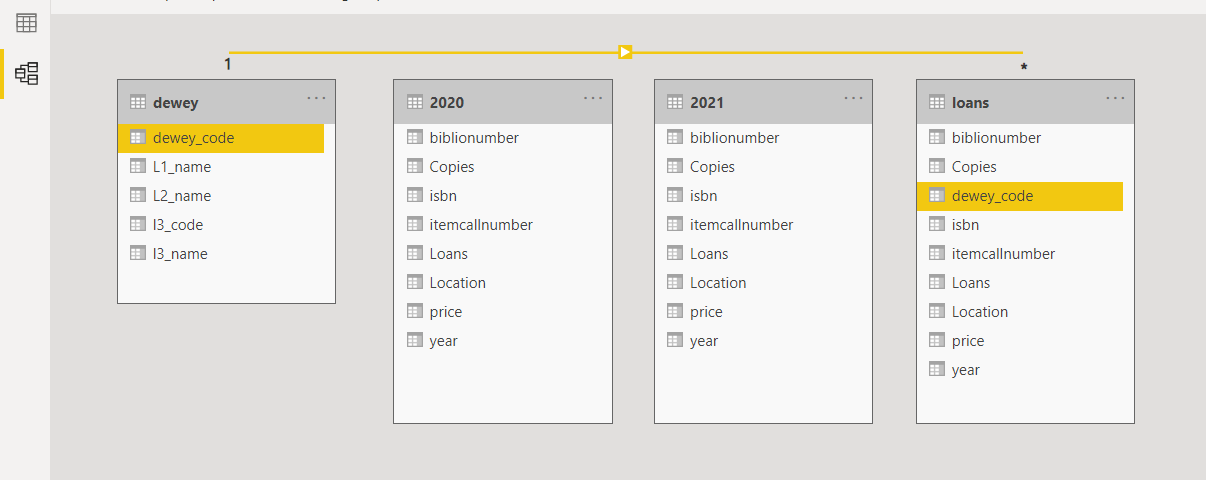 1
*
dewey
dewey_code
L1_name
L2_name
l3_code
l3_name
2020
biblionumber
Copies
isbn
itemcallnumber
Loans
Location
price
year
2021
biblionumber
Copies
isbn
itemcallnumber
Loans
Location
price
year
loans
biblionumber
Copies
dewey_code
isbn
itemcallnumber
Loans
Location
price
year